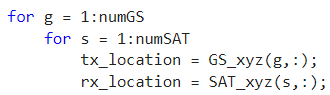 for g = 1:numGS
    for s = 1:numSAT
        tx_location = GS_xyz(g,:);
        rx_location = SAT_xyz(s,:);